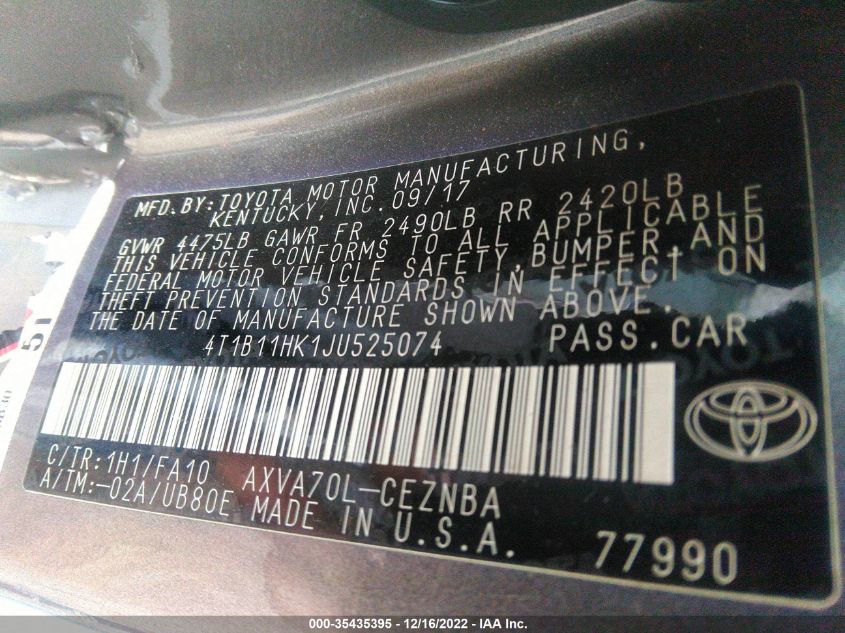 MFD. BY: TOYOTA MOTOR MANUFACTURING,
KENTUCKY, INC. 09/17
GVWR 4475LB GAWR FR 2490LB RR 2420LB
THIS VEHICLE CONFORMS TO ALL APPLICABLE
FEDERAL MOTOR VEHICLE SAFETY, BUMPER, AND
THEFT PREVENTION STANDARDS IN EFFECT ON
THE DATE OF MANUFACTURE SHOWN ABOVE.
4T1B11HK1JU525074 PASS. CAR
C/TR: 1H1/FA10 AXVA70L-CEZNBA
A/TM:-02A/UB80E MADE IN U.S.A. 77990
51
000-35435395 - 12/16/2022 - IAA Inc.